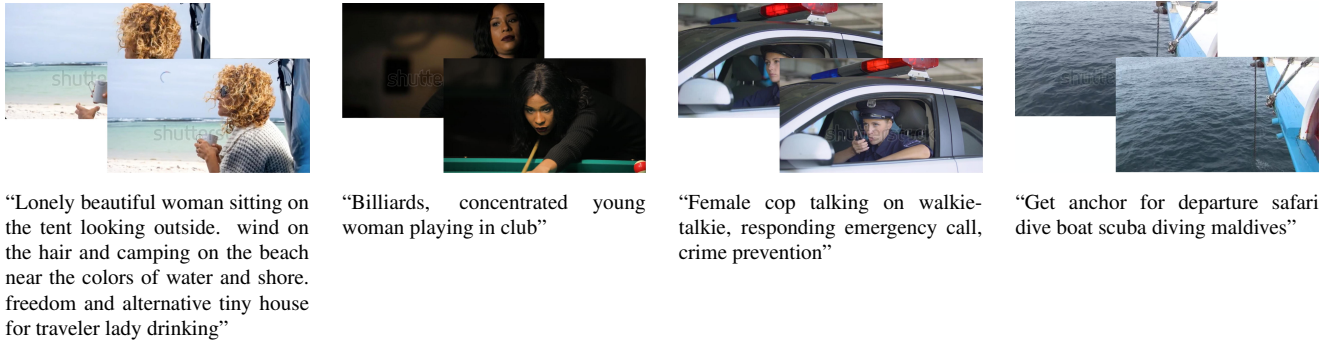 “Lonely beautiful woman sitting on
the tent looking outside. wind on
the hair and camping on the beach
near the colors of water and shore.
freedom and alternative tiny house
for traveler lady drinking”
“Billiards, concentrated young
woman playing in club”
“Female cop talking on walkie-
talkie, responding emergency call,
crime prevention”
“Get anchor for departure safari
dive boat scuba diving maldives”